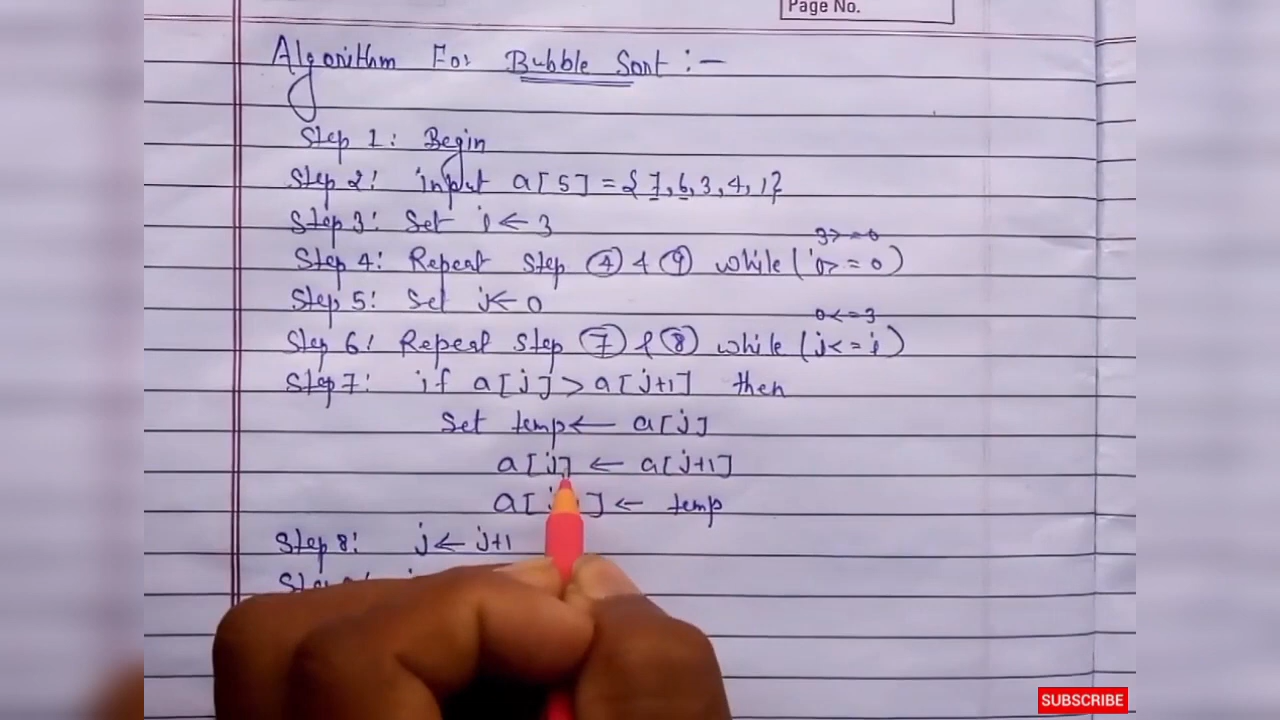 Page No.
Algorithm For Bubble Sort :-
Step 1: Begin
Step 2: input a[5] = {7,6,3,4,1}
Step 3: Set i ← 3
3>=0
Step 4: Repeat Step ④ & ⑨ while (i>=0)
Step 5: Set j ← 0
0<=3
Step 6: Repeat Step ⑦ & ⑧ while (j<=i)
Step 7: if a[j] > a[j+1] then
Set temp ← a[j]
a[j] ← a[j+1]
a[ ] ← temp
Step 8: j ← j+1
Step
SUBSCRIBE